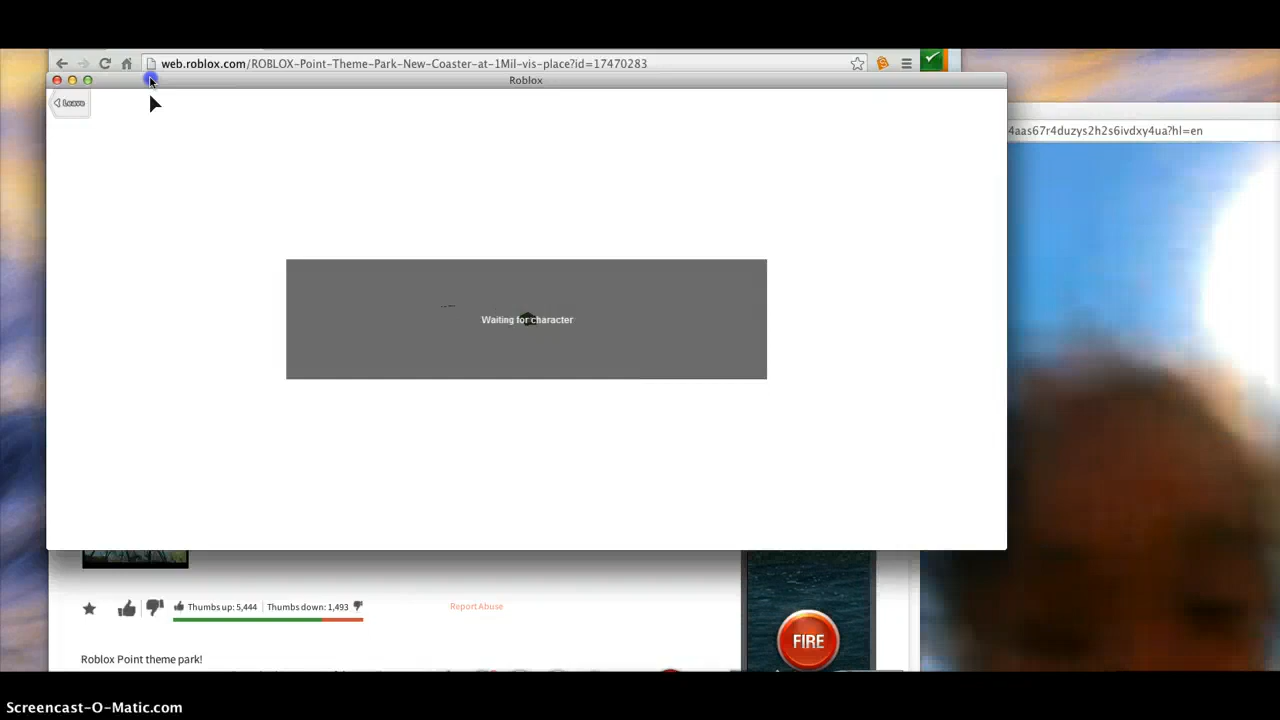 web.roblox.com/ROBLOX-Point-Theme-Park-New-Coaster-at-1Mil-vis-place?id=17470283
Roblox
Leave
4aas67r4duzys2h2s6ivdxy4ua?hl=en
Waiting for character
Thumbs up: 5,444 Thumbs down: 1,493
Report Abuse
FIRE
Roblox Point theme park!
Screencast-O-Matic.com